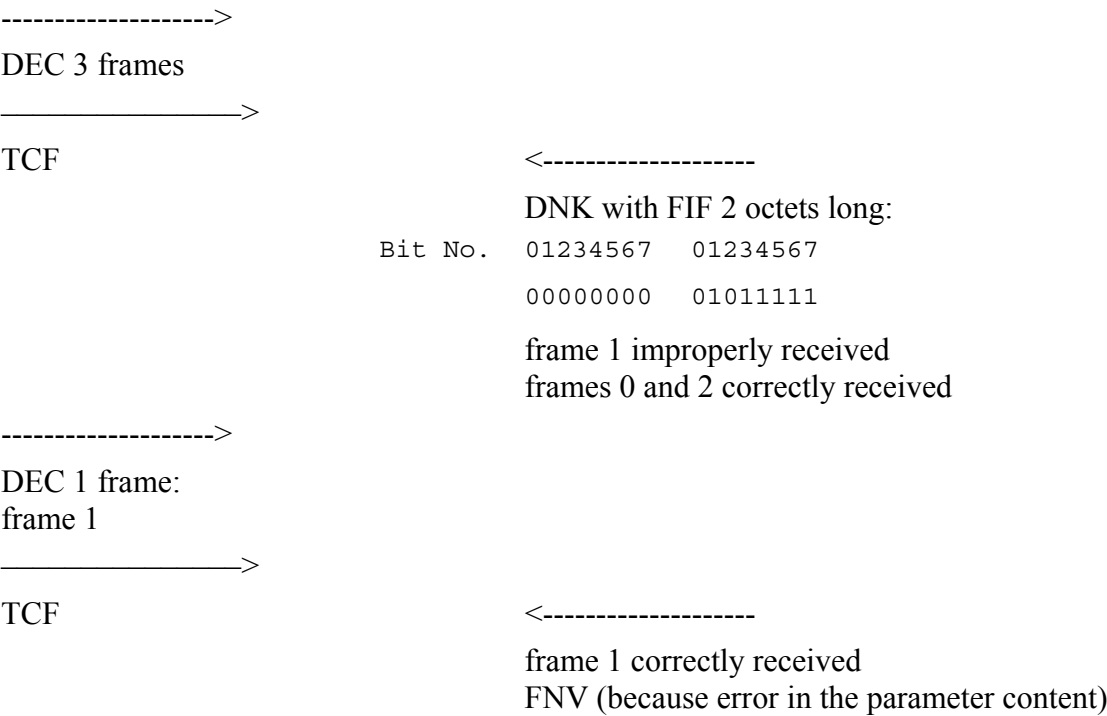 -------------------->
DEC 3 frames
_______________>
TCF <--------------------
DNK with FIF 2 octets long:
Bit No. 01234567 01234567
00000000 01011111
frame 1 improperly received
frames 0 and 2 correctly received
-------------------->
DEC 1 frame:
frame 1
_______________>
TCF <--------------------
frame 1 correctly received
FNV (because error in the parameter content)